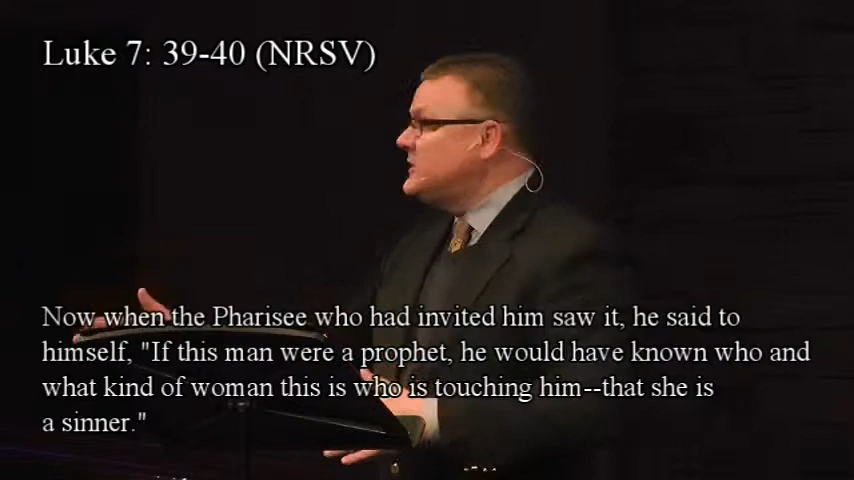 Luke 7: 39-40 (NRSV)
Now when the Pharisee who had invited him saw it, he said to
himself, "If this man were a prophet, he would have known who and
what kind of woman this is who is touching him--that she is
a sinner."